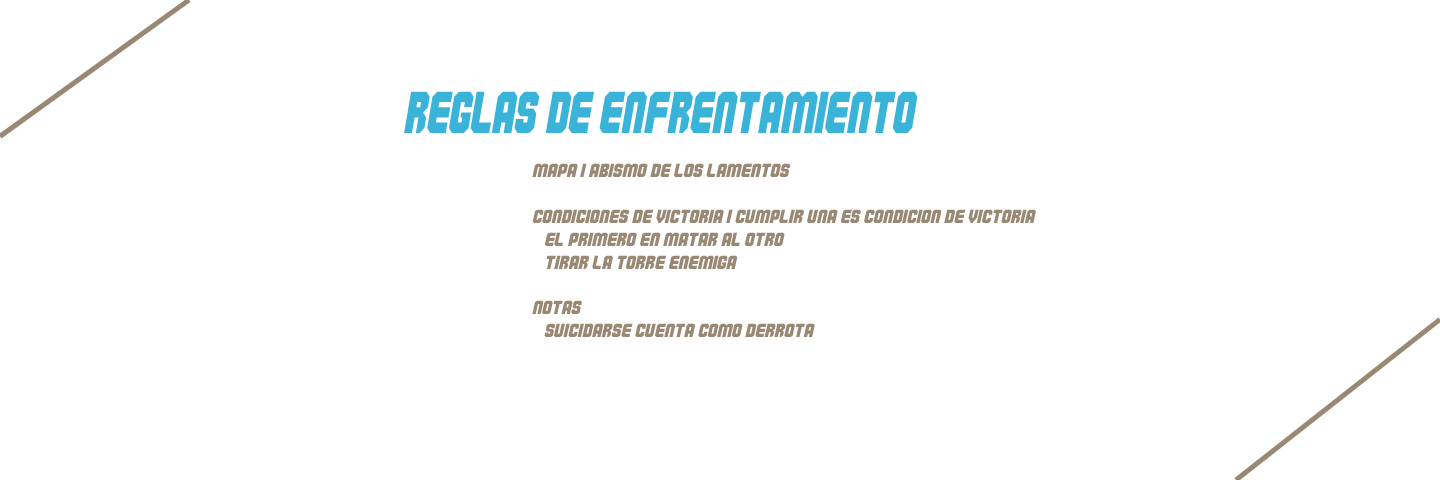 REGLAS DE ENFRENTAMIENTO
MAPA | ABISMO DE LOS LAMENTOS
CONDICIONES DE VICTORIA | CUMPLIR UNA ES CONDICION DE VICTORIA
EL PRIMERO EN MATAR AL OTRO
TIRAR LA TORRE ENEMIGA
NOTAS
SUICIDARSE CUENTA COMO DERROTA